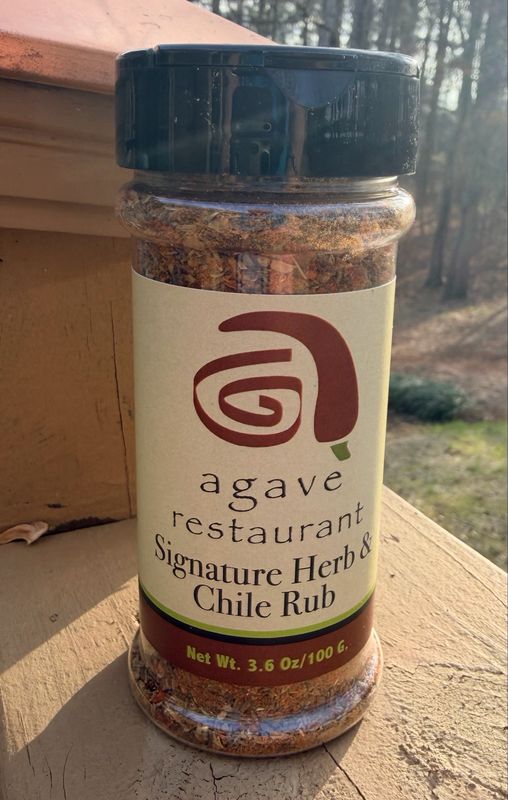 agave
restaurant
Signature Herb &
Chile Rub
Net Wt. 3.6 Oz/100 G.